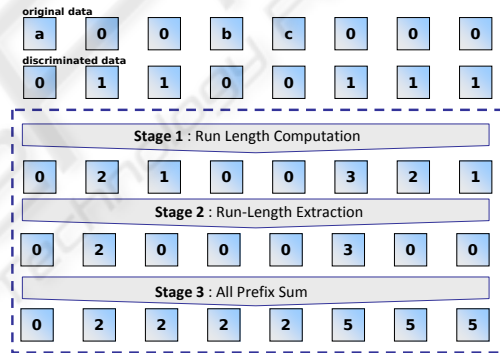 original data
a 0 0 b c 0 0 0
discriminated data
0 1 1 0 0 1 1 1
Stage 1 : Run Length Computation
0 2 1 0 0 3 2 1
Stage 2 : Run-Length Extraction
0 2 0 0 0 3 0 0
Stage 3 : All Prefix Sum
0 2 2 2 2 5 5 5